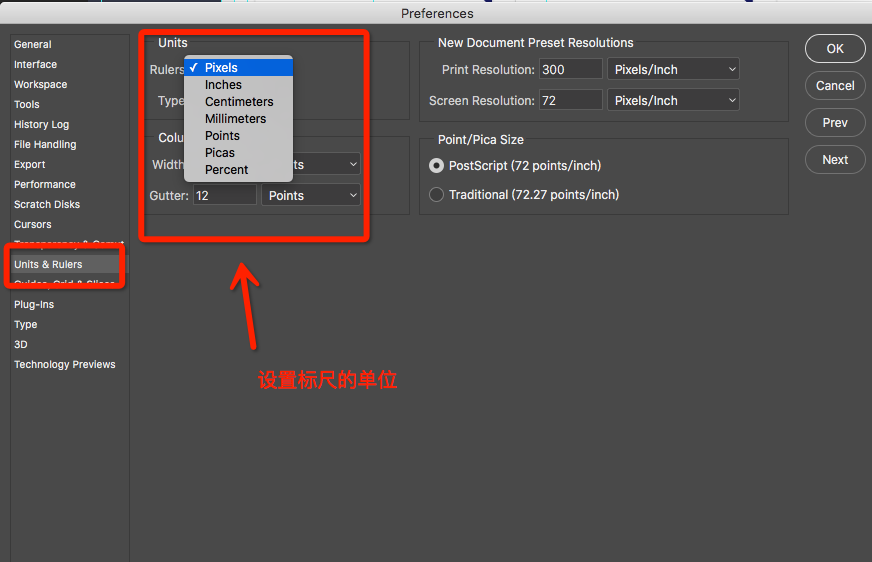 Preferences
General
Interface
Workspace
Tools
History Log
File Handling
Export
Performance
Scratch Disks
Cursors
Units & Rulers
Plug-Ins
Type
3D
Technology Previews
Units
Rulers
Pixels
Inches
Centimeters
Millimeters
Points
Picas
Percent
Type
Colu
Width
ts
Gutter: 12 Points
设置标尺的单位
New Document Preset Resolutions
Print Resolution: 300 Pixels/Inch
Screen Resolution: 72 Pixels/Inch
Point/Pica Size
PostScript (72 points/inch)
Traditional (72.27 points/inch)
OK
Cancel
Prev
Next